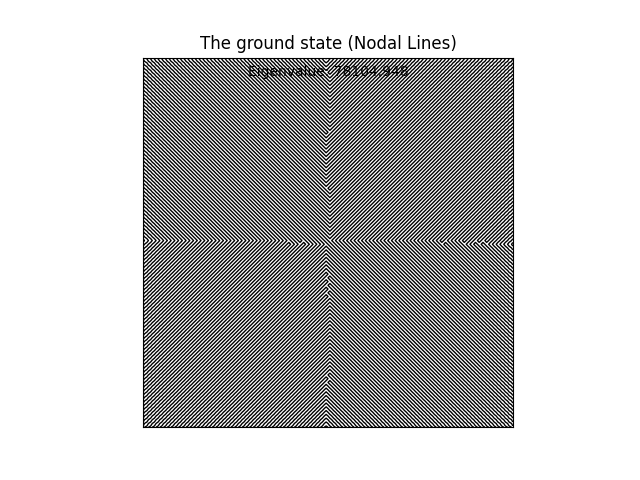 The ground state (Nodal Lines)
Eigenvalue: 78104.948